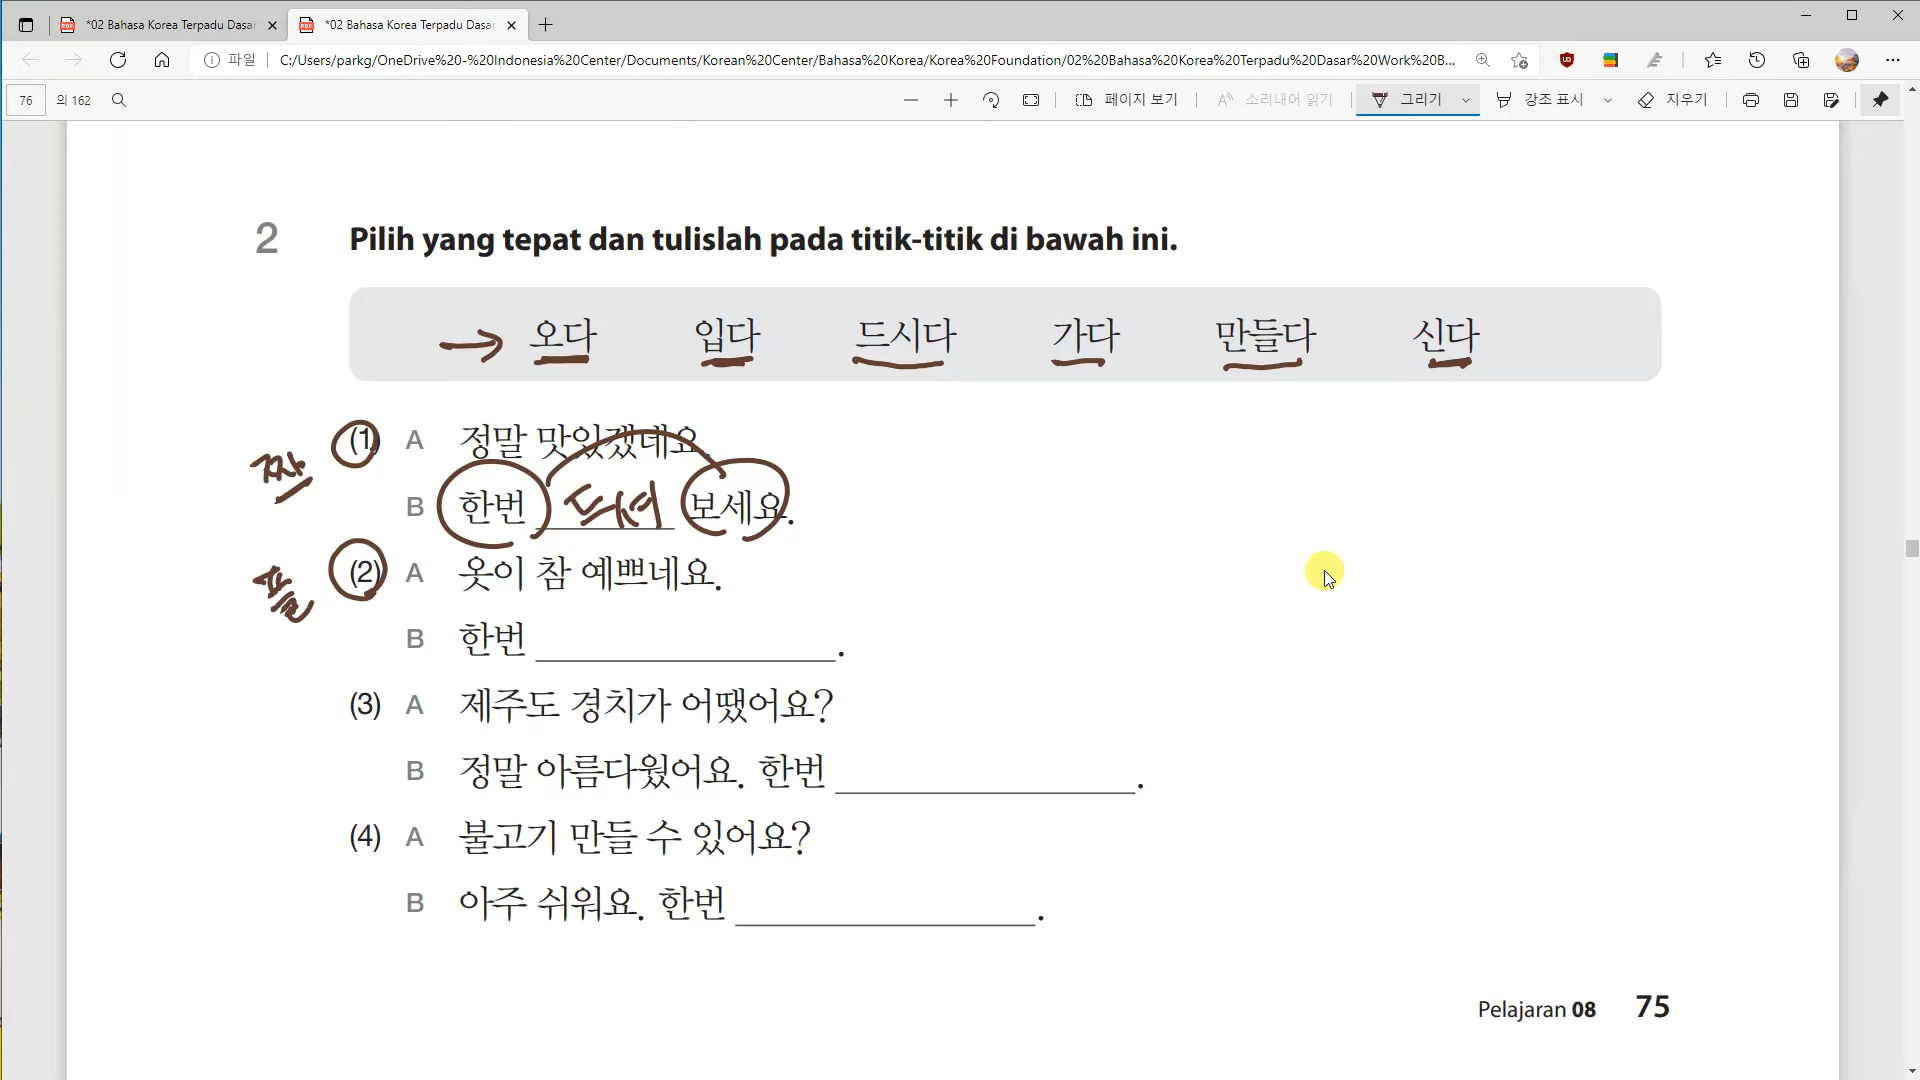 *02 Bahasa Korea Terpadu Dasar
*02 Bahasa Korea Terpadu Dasar
파일 C:/Users/parkg/OneDrive%20-%20Indonesia%20Center/Documents/Korean%20Center/Bahasa%20Korea/Korea%20Foundation/02%20Bahasa%20Korea%20Terpadu%20Dasar%20Work%20B...
76 의 162 페이지 보기 소리내어 읽기 그리기 강조 표시 지우기
2 Pilih yang tepat dan tulislah pada titik-titik di bawah ini.
오다 입다 드시다 가다 만들다 신다
(1) A 정말 맛있겠네요.
짝
B 한번 드셔 보세요.
(2) A 옷이 참 예쁘네요.
B 한번 ______.
(3) A 제주도 경치가 어땠어요?
B 정말 아름다웠어요. 한번 ______.
(4) A 불고기 만들 수 있어요?
B 아주 쉬워요. 한번 ______.
Pelajaran 08 75